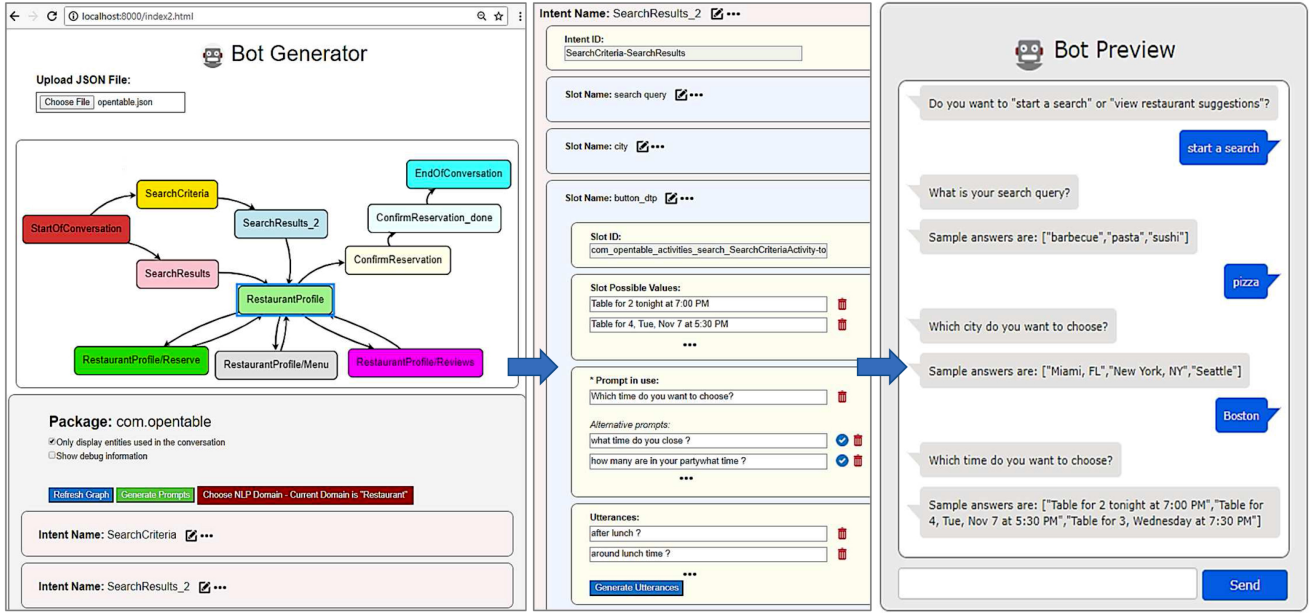 localhost:8000/index2.html
Bot Generator
Upload JSON File:
Choose File opentable.json
EndOfConversation
SearchCriteria
ConfirmReservation_done
SearchResults_2
StartOfConversation
ConfirmReservation
SearchResults
RestaurantProfile
RestaurantProfile/Reserve
RestaurantProfile/Menu
RestaurantProfile/Reviews
Package: com.opentable
Only display entities used in the conversation
Show debug information
Refresh Graph Generate Prompts Choose NLP Domain - Current Domain is "Restaurant"
Intent Name: SearchCriteria
Intent Name: SearchResults_2
Intent Name: SearchResults_2
Intent ID:
SearchCriteria-SearchResults
Slot Name: search query
Slot Name: city
Slot Name: button_dtp
Slot ID:
com_opentable_activities_search_SearchCriteriaActivity-to
Slot Possible Values:
Table for 2 tonight at 7:00 PM
Table for 4, Tue, Nov 7 at 5:30 PM
* Prompt in use:
Which time do you want to choose?
Alternative prompts:
what time do you close ?
how many are in your partywhat time ?
Utterances:
after lunch ?
around lunch time ?
Generate Utterances
Bot Preview
Do you want to "start a search" or "view restaurant suggestions"?
start a search
What is your search query?
Sample answers are: ["barbecue","pasta","sushi"]
pizza
Which city do you want to choose?
Sample answers are: ["Miami, FL","New York, NY","Seattle"]
Boston
Which time do you want to choose?
Sample answers are: ["Table for 2 tonight at 7:00 PM","Table for
4, Tue, Nov 7 at 5:30 PM","Table for 3, Wednesday at 7:30 PM"]
Send